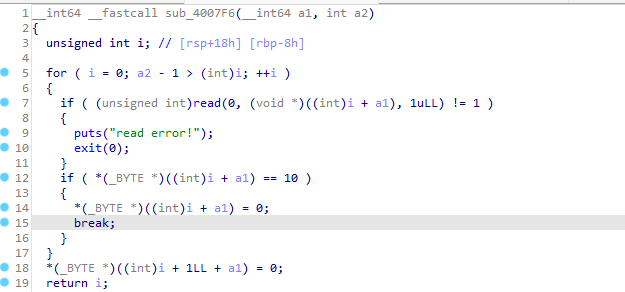 1 __int64 __fastcall sub_4007F6(__int64 a1, int a2)
2 {
3 unsigned int i; // [rsp+18h] [rbp-8h]
4
5 for ( i = 0; a2 - 1 > (int)i; ++i )
6 {
7 if ( (unsigned int)read(0, (void *)((int)i + a1), 1uLL) != 1 )
8 {
9 puts("read error!");
10 exit(0);
11 }
12 if ( *(_BYTE *)((int)i + a1) == 10 )
13 {
14 *(_BYTE *)((int)i + a1) = 0;
15 break;
16 }
17 }
18 *(_BYTE *)((int)i + 1LL + a1) = 0;
19 return i;